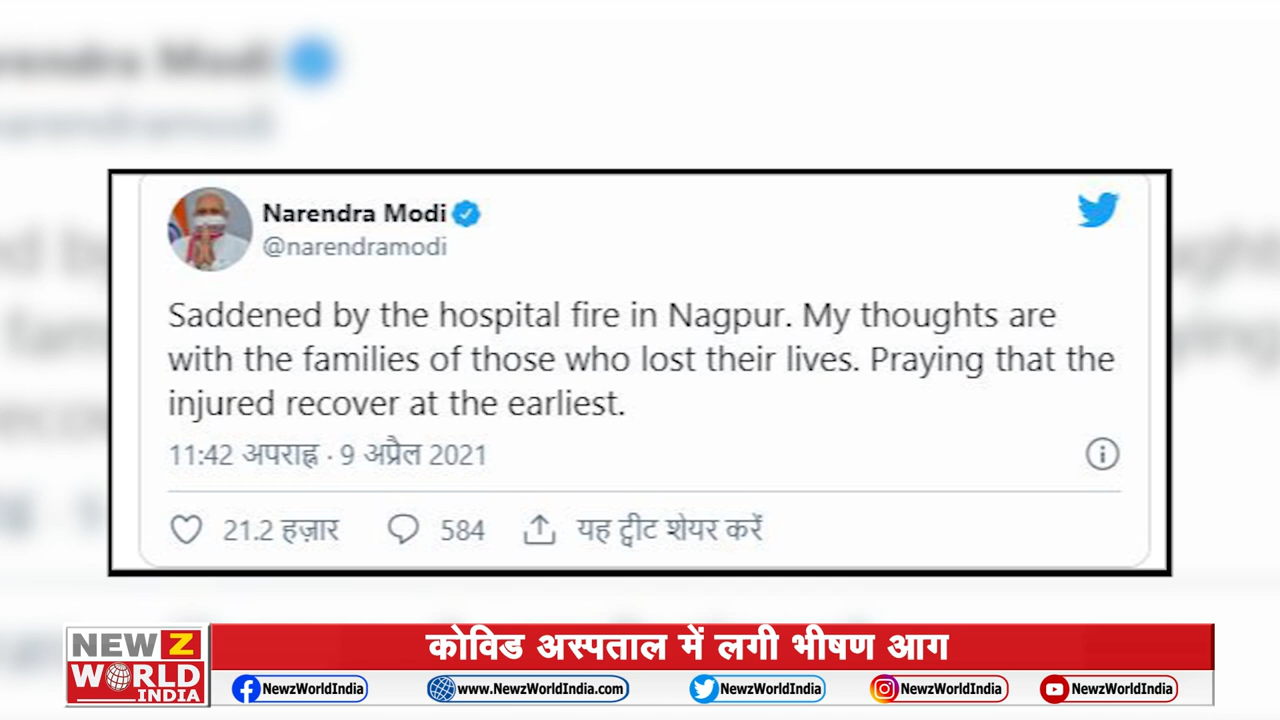 Narendra Modi
@narendramodi
Saddened by the hospital fire in Nagpur. My thoughts are
with the families of those who lost their lives. Praying that the
injured recover at the earliest.
11:42 अपराह्न · 9 अप्रैल 2021
21.2 हज़ार 584 यह ट्वीट शेयर करें
कोविड अस्पताल में लगी भीषण आग
NEWZ
WORLD
INDIA
NewzWorldIndia www.NewzWorldIndia.com NewzWorldIndia NewzWorldIndia NewzWorldIndia